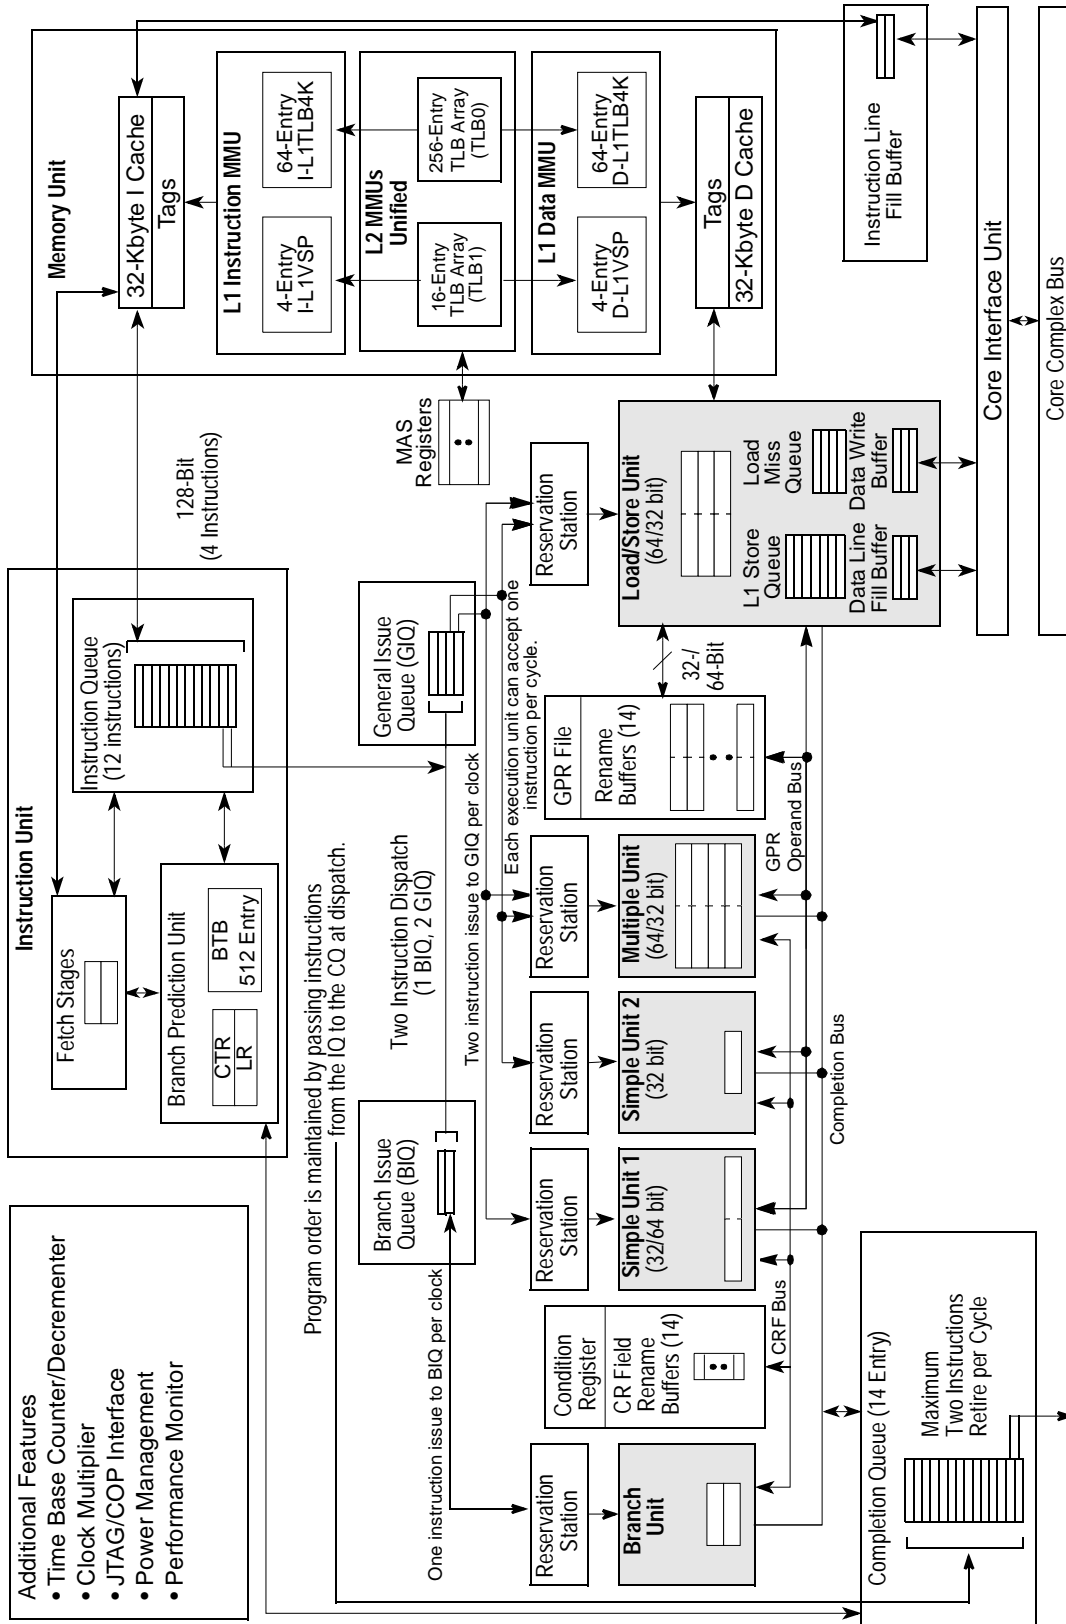 Additional Features
• Time Base Counter/Decrementer
• Clock Multiplier
• JTAG/COP Interface
• Power Management
• Performance Monitor
Instruction Unit
Fetch Stages
Branch Prediction Unit
CTR
LR
BTB
512 Entry
Instruction Queue
(12 instructions)
128-Bit
(4 Instructions)
Memory Unit
32-Kbyte I Cache
Tags
L1 Instruction MMU
4-Entry
I-L1VSP
64-Entry
I-L1TLB4K
L2 MMUs
Unified
16-Entry
TLB Array
(TLB1)
256-Entry
TLB Array
(TLB0)
L1 Data MMU
4-Entry
D-L1VSP
64-Entry
D-L1TLB4K
Tags
32-Kbyte D Cache
MAS
Registers
Program order is maintained by passing instructions
from the IQ to the CQ at dispatch.
Branch Issue
Queue (BIQ)
Two Instruction Dispatch
(1 BIQ, 2 GIQ)
General Issue
Queue (GIQ)
One instruction issue to BIQ per clock
Two instruction issue to GIQ per clock
Each execution unit can accept one
instruction per cycle.
Reservation
Station
Reservation
Station
Reservation
Station
Reservation
Station
Reservation
Station
Branch
Unit
Condition
Register
CR Field
Rename
Buffers (14)
CRF Bus
Simple Unit 1
(32/64 bit)
Simple Unit 2
(32 bit)
Multiple Unit
(64/32 bit)
GPR File
Rename
Buffers (14)
GPR
Operand Bus
32-/
64-Bit
Load/Store Unit
(64/32 bit)
L1 Store
Queue
Load
Miss
Queue
Data Line
Fill Buffer
Data Write
Buffer
Completion Bus
Instruction Line
Fill Buffer
Completion Queue (14 Entry)
Maximum
Two Instructions
Retire per Cycle
Core Interface Unit
Core Complex Bus